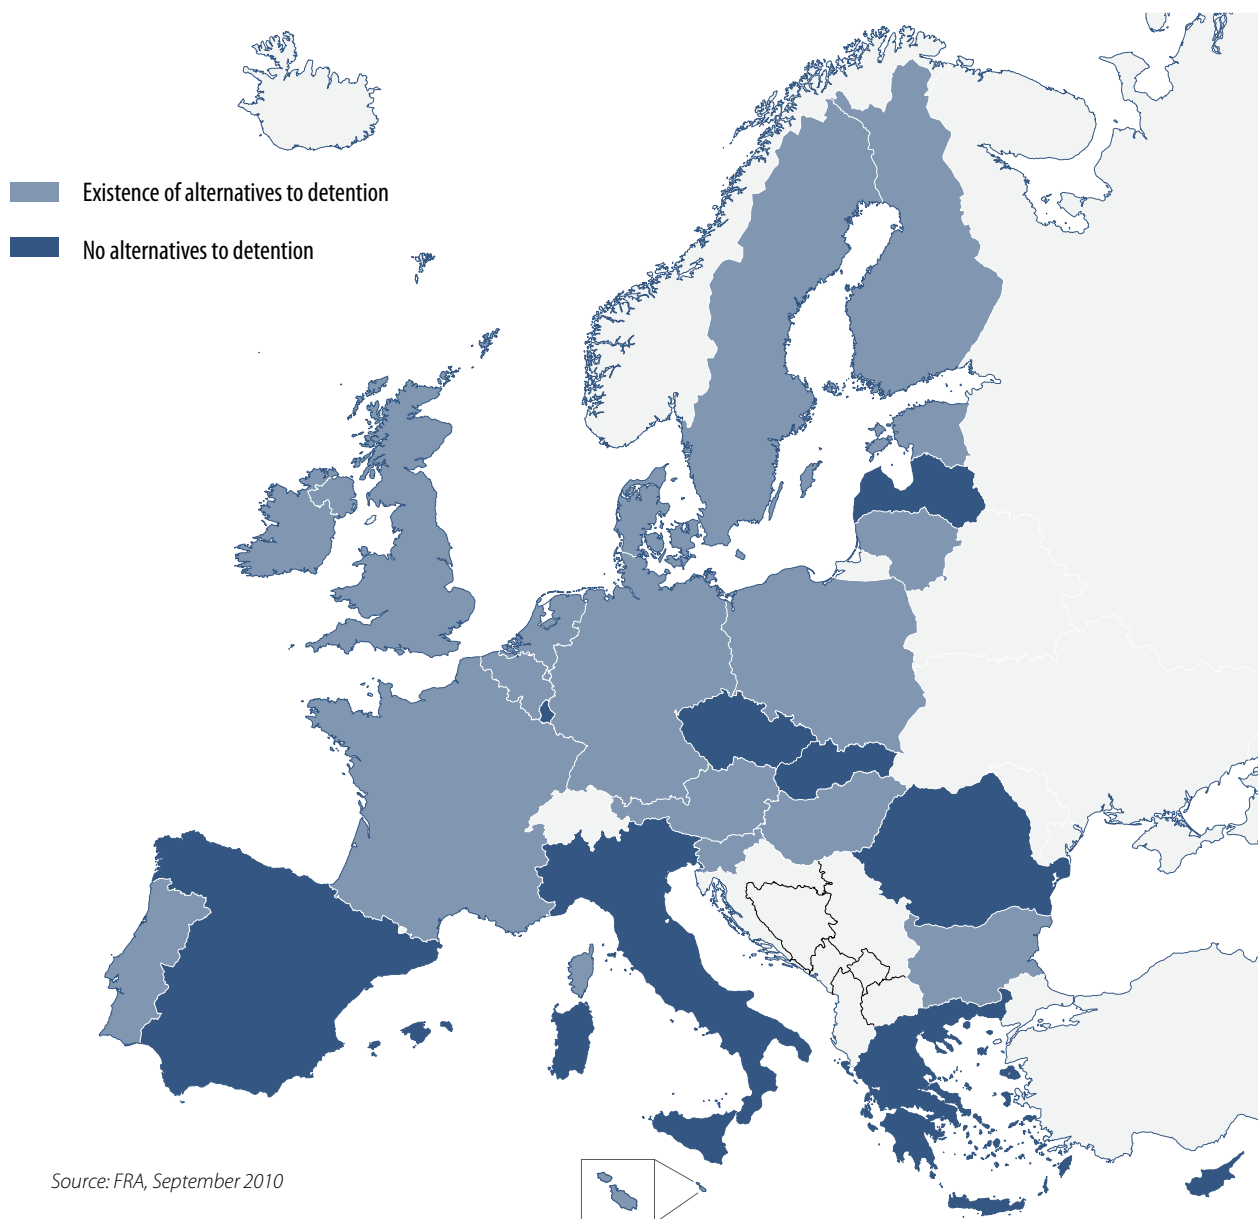 Existence of alternatives to detention
No alternatives to detention
Source: FRA, September 2010